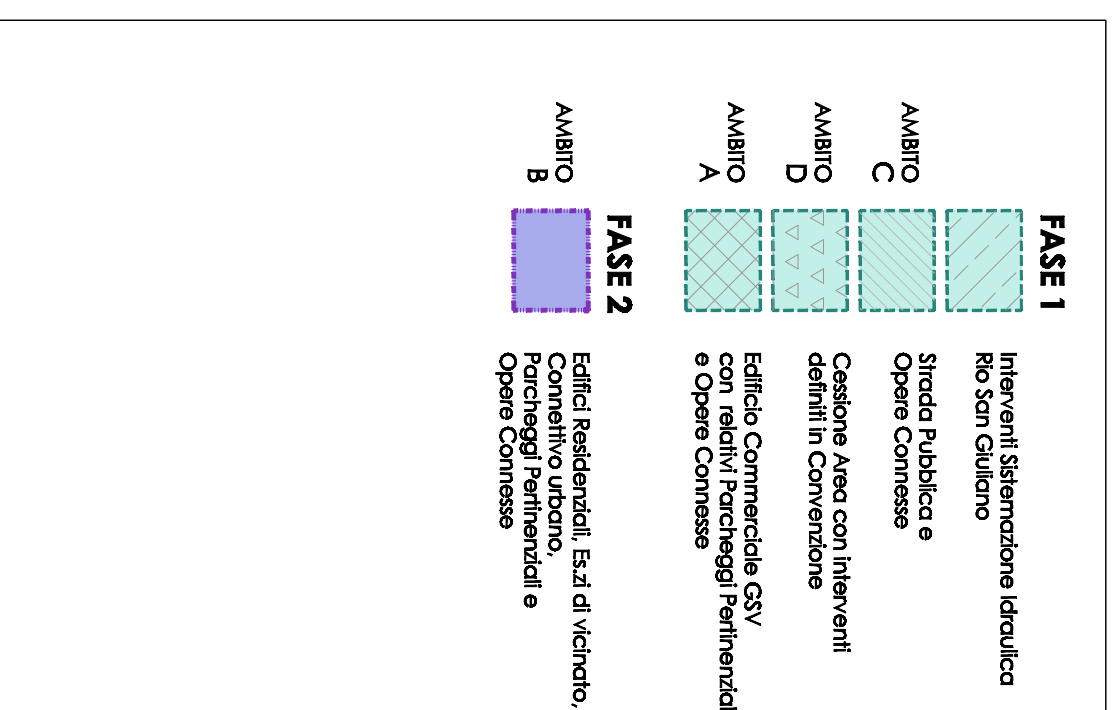 FASE 1
Interventi Sistemazione Idraulica
Rio San Giuliano
AMBITO
C
Strada Pubblica e
Opere Connesse
AMBITO
D
Cessione Area con interventi
definiti in Convenzione
AMBITO
A
Edificio Commerciale GSV
con relativi Parcheggi Pertinenzial
e Opere Connesse
FASE 2
AMBITO
B
Edifici Residenziali, Es.zi di vicinato,
Connettivo urbano,
Parcheggi Pertinenziali e
Opere Connesse